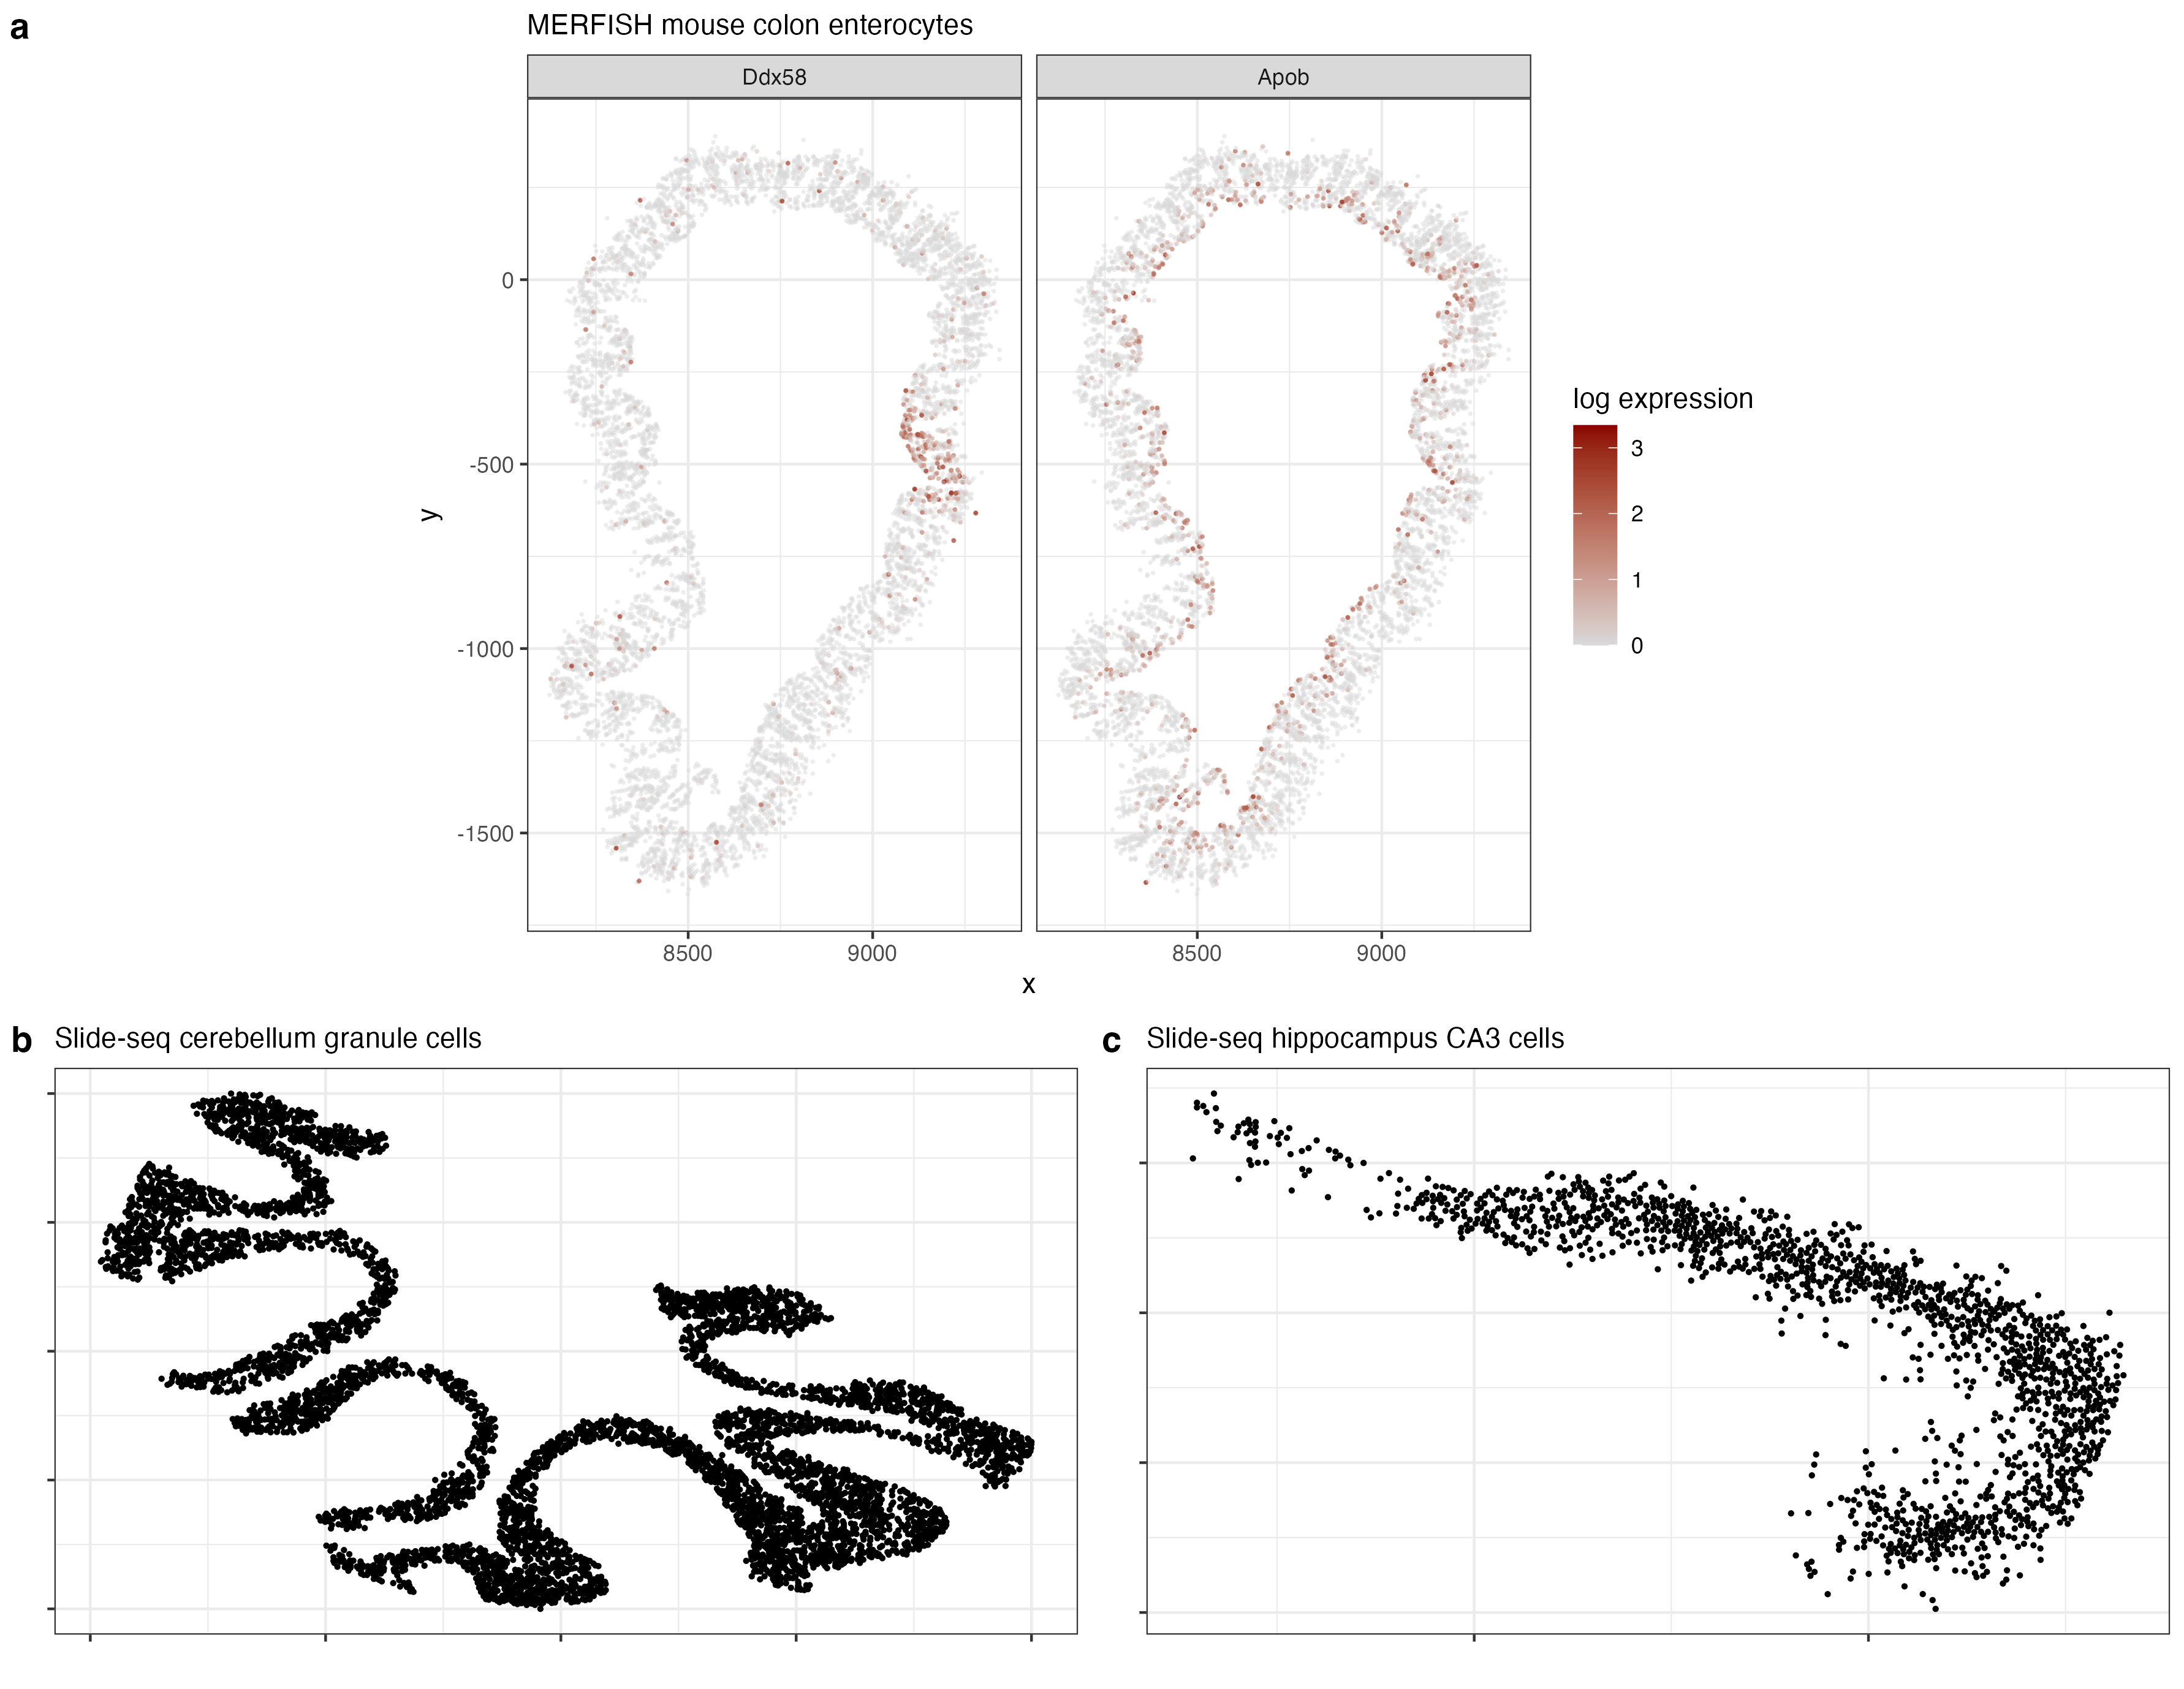 a
MERFISH mouse colon enterocytes
Ddx58
Apob
0
-500
-1000
-1500
y
8500
9000
8500
9000
x
log expression
3
2
1
0
b
Slide-seq cerebellum granule cells
c
Slide-seq hippocampus CA3 cells